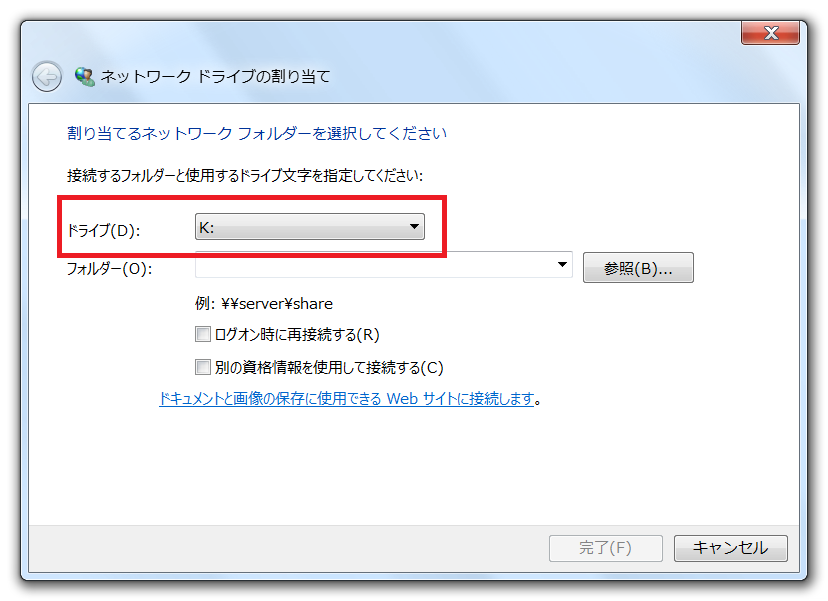 ネットワーク ドライブの割り当て
割り当てるネットワーク フォルダーを選択してください
接続するフォルダーと使用するドライブ文字を指定してください:
ドライブ(D): K:
フォルダー(O): 参照(B)...
例: ¥¥server¥share
ログオン時に再接続する(R)
別の資格情報を使用して接続する(C)
ドキュメントと画像の保存に使用できる Web サイトに接続します。
完了(F) キャンセル